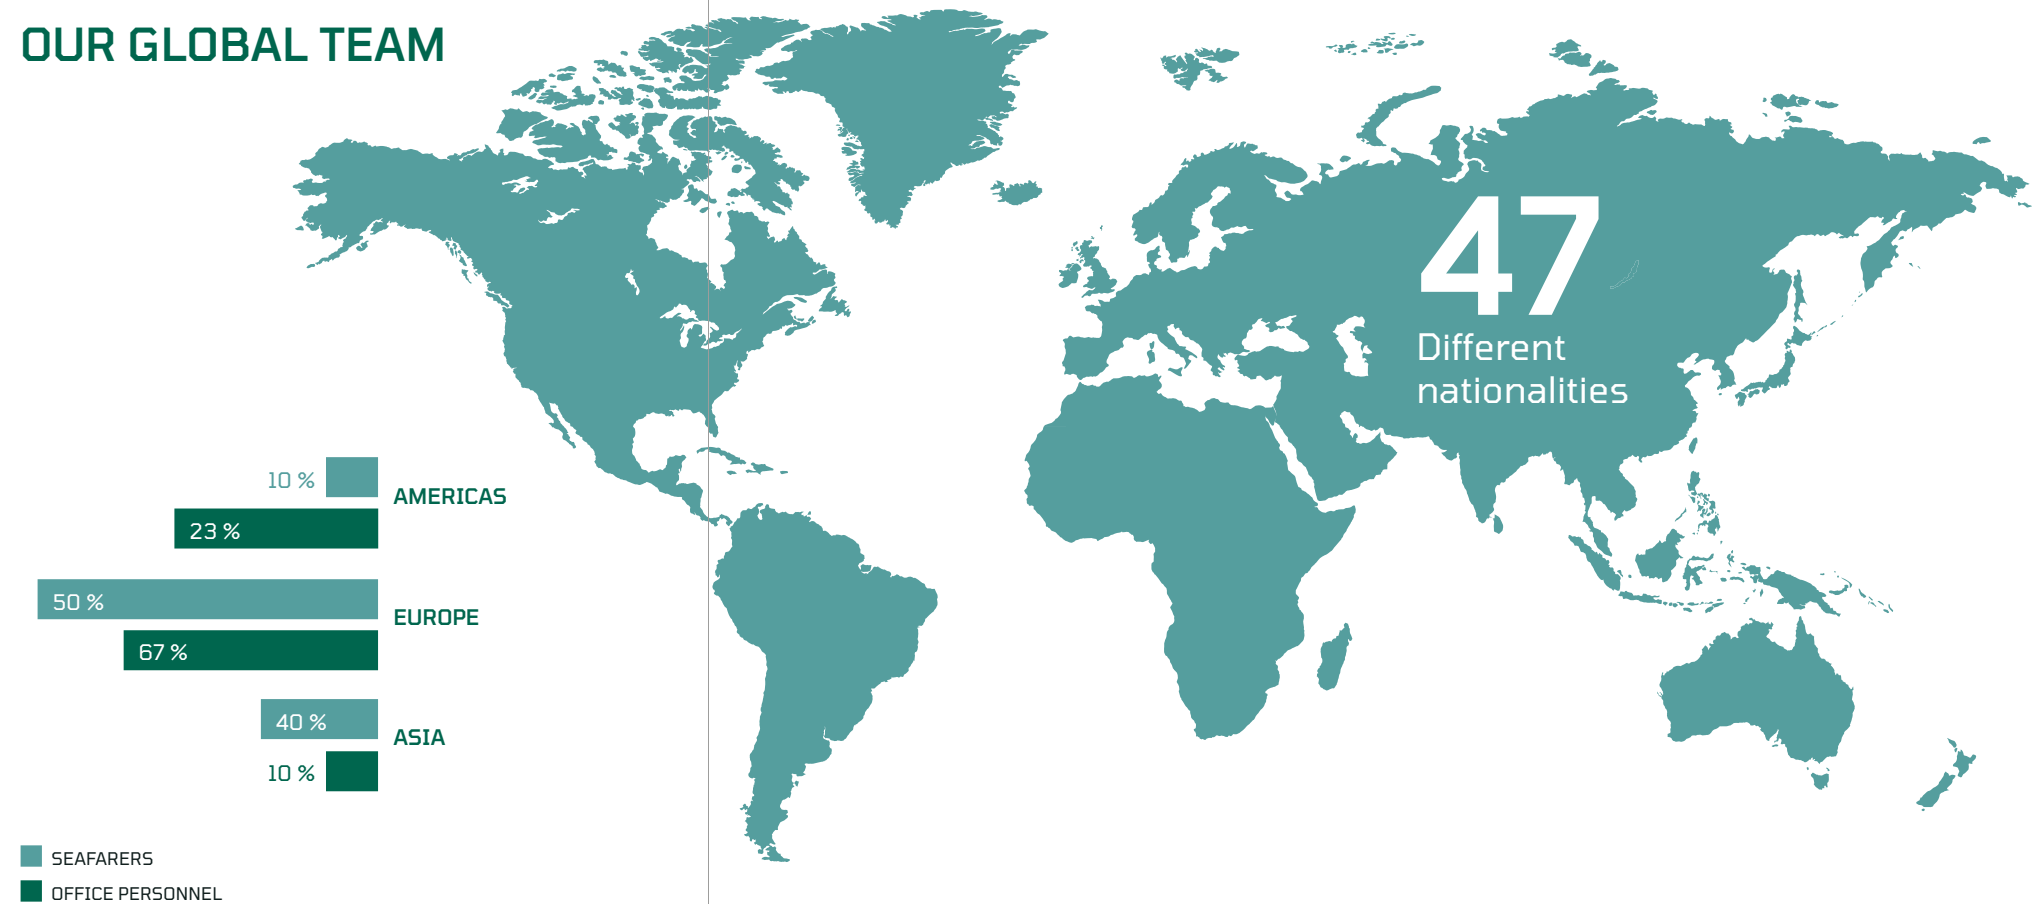 OUR GLOBAL TEAM
47
Different
nationalities
10 %
AMERICAS
23 %
50 %
EUROPE
67 %
40 %
ASIA
10 %
SEAFARERS
OFFICE PERSONNEL